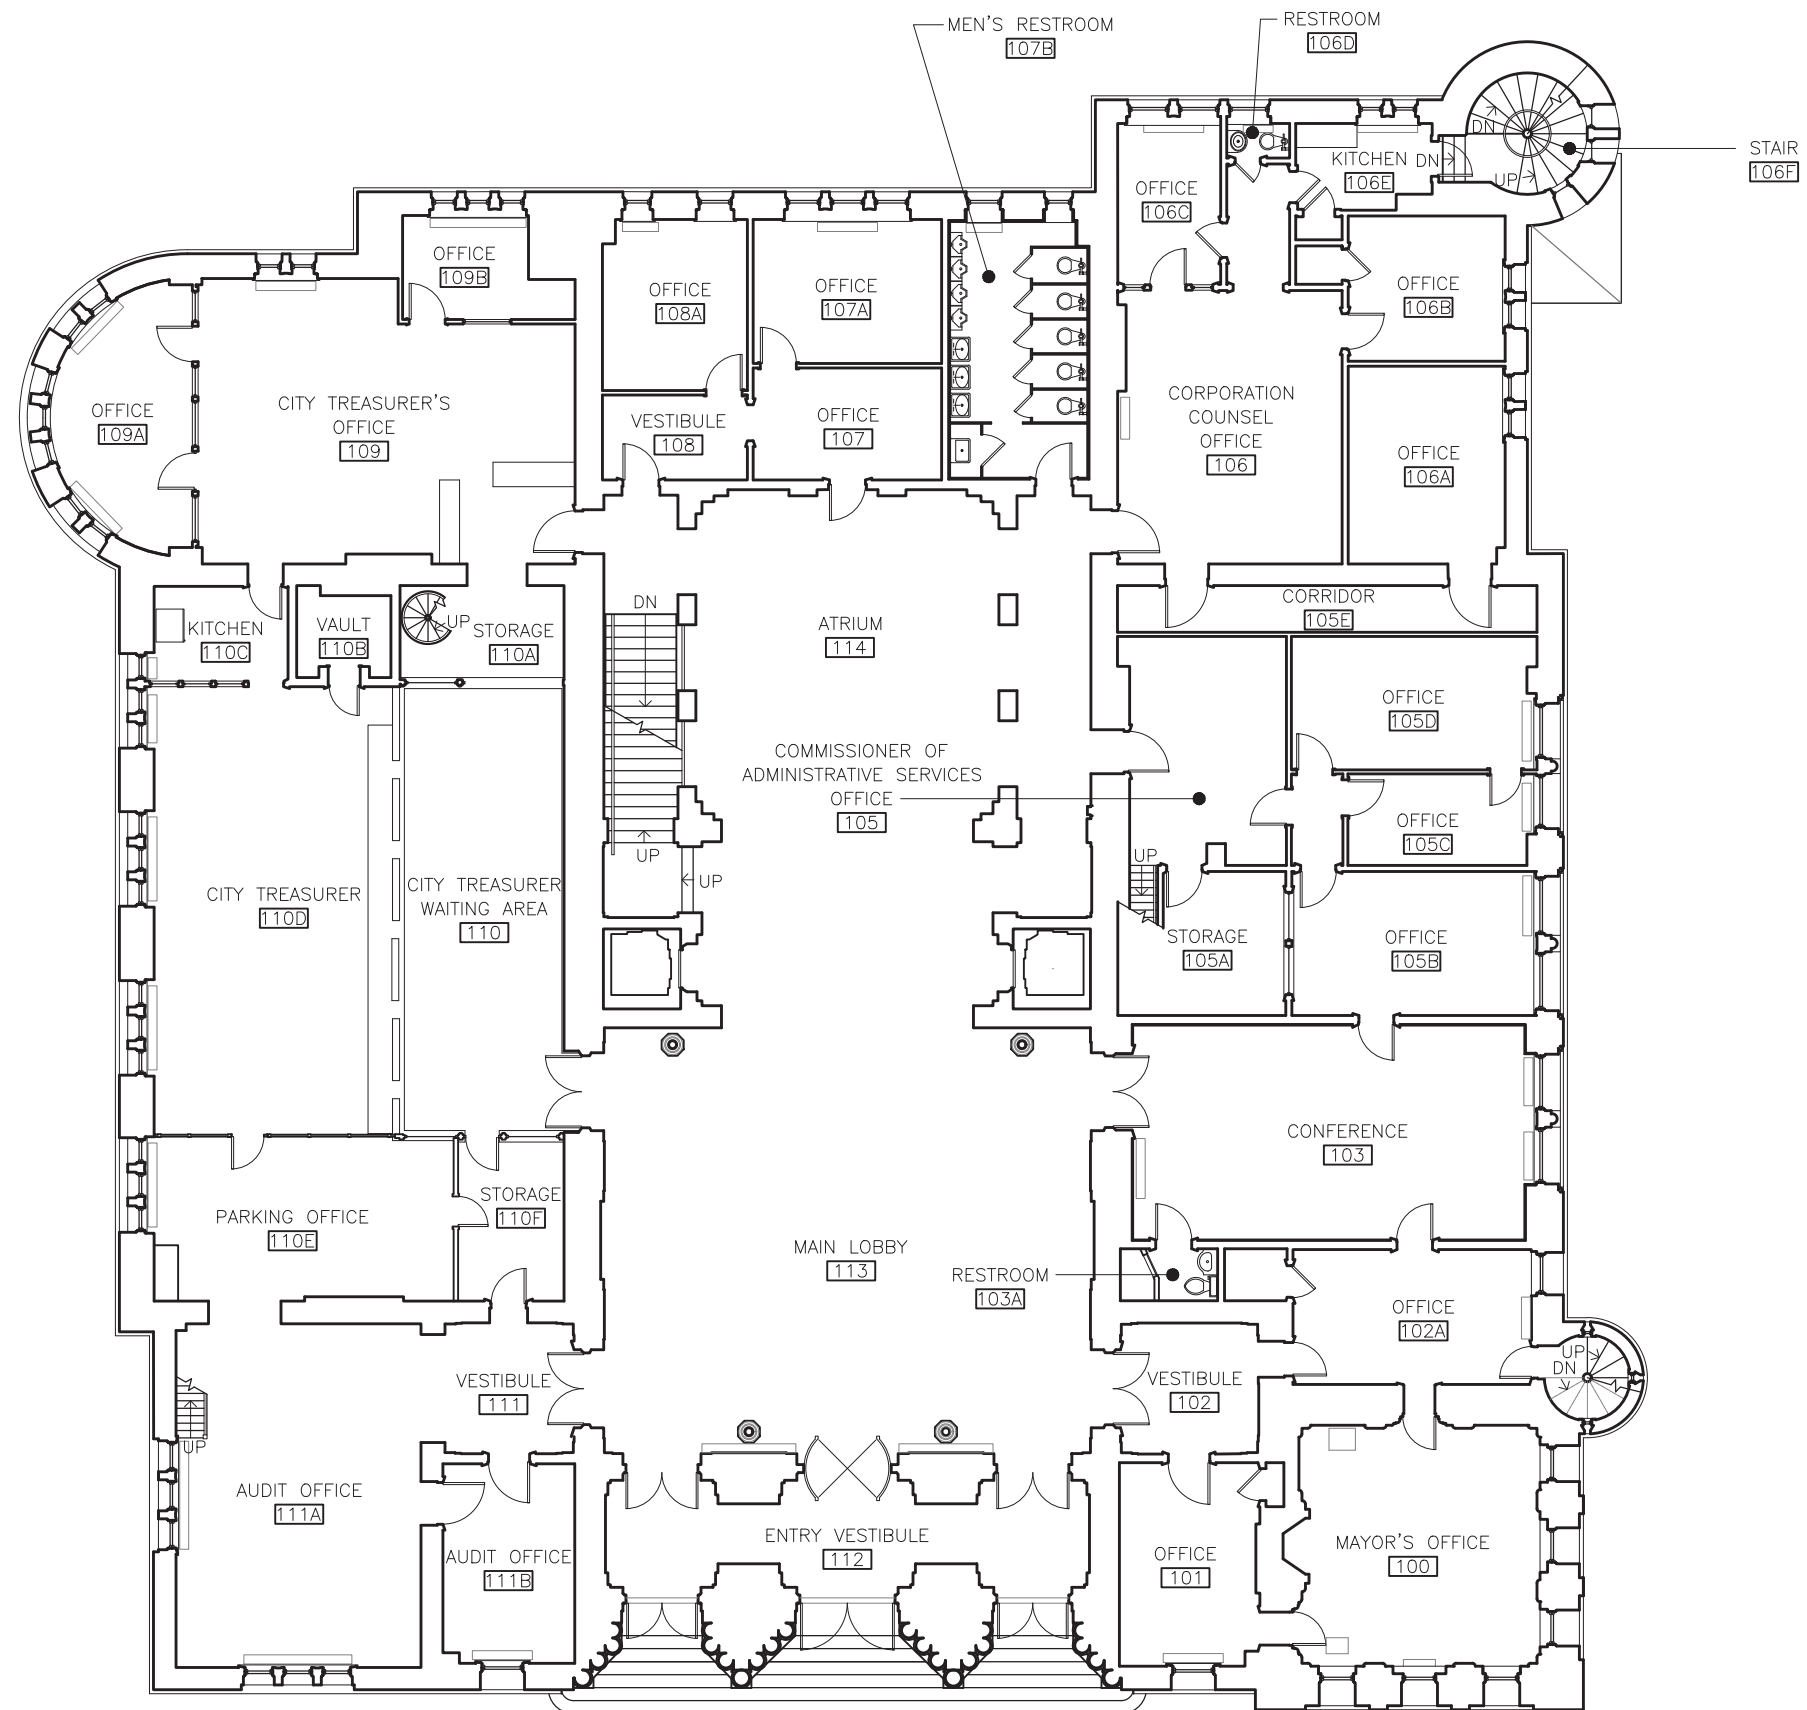 MEN'S RESTROOM
107B
RESTROOM
106D
STAIR
106F
DN
UP
KITCHEN
106E
DN
OFFICE
106C
OFFICE
109B
OFFICE
108A
OFFICE
107A
OFFICE
106B
OFFICE
109A
CITY TREASURER'S
OFFICE
109
VESTIBULE
108
OFFICE
107
CORPORATION
COUNSEL
OFFICE
106
OFFICE
106A
KITCHEN
110C
VAULT
110B
UP
STORAGE
110A
DN
ATRIUM
114
CORRIDOR
105E
OFFICE
105D
COMMISSIONER OF
ADMINISTRATIVE SERVICES
OFFICE
105
OFFICE
105C
UP
UP
UP
CITY TREASURER
110D
CITY TREASURER
WAITING AREA
110
STORAGE
105A
OFFICE
105B
CONFERENCE
103
PARKING OFFICE
110E
STORAGE
110F
MAIN LOBBY
113
RESTROOM
103A
OFFICE
102A
UP
DN
VESTIBULE
111
VESTIBULE
102
UP
AUDIT OFFICE
111A
AUDIT OFFICE
111B
ENTRY VESTIBULE
112
OFFICE
101
MAYOR'S OFFICE
100